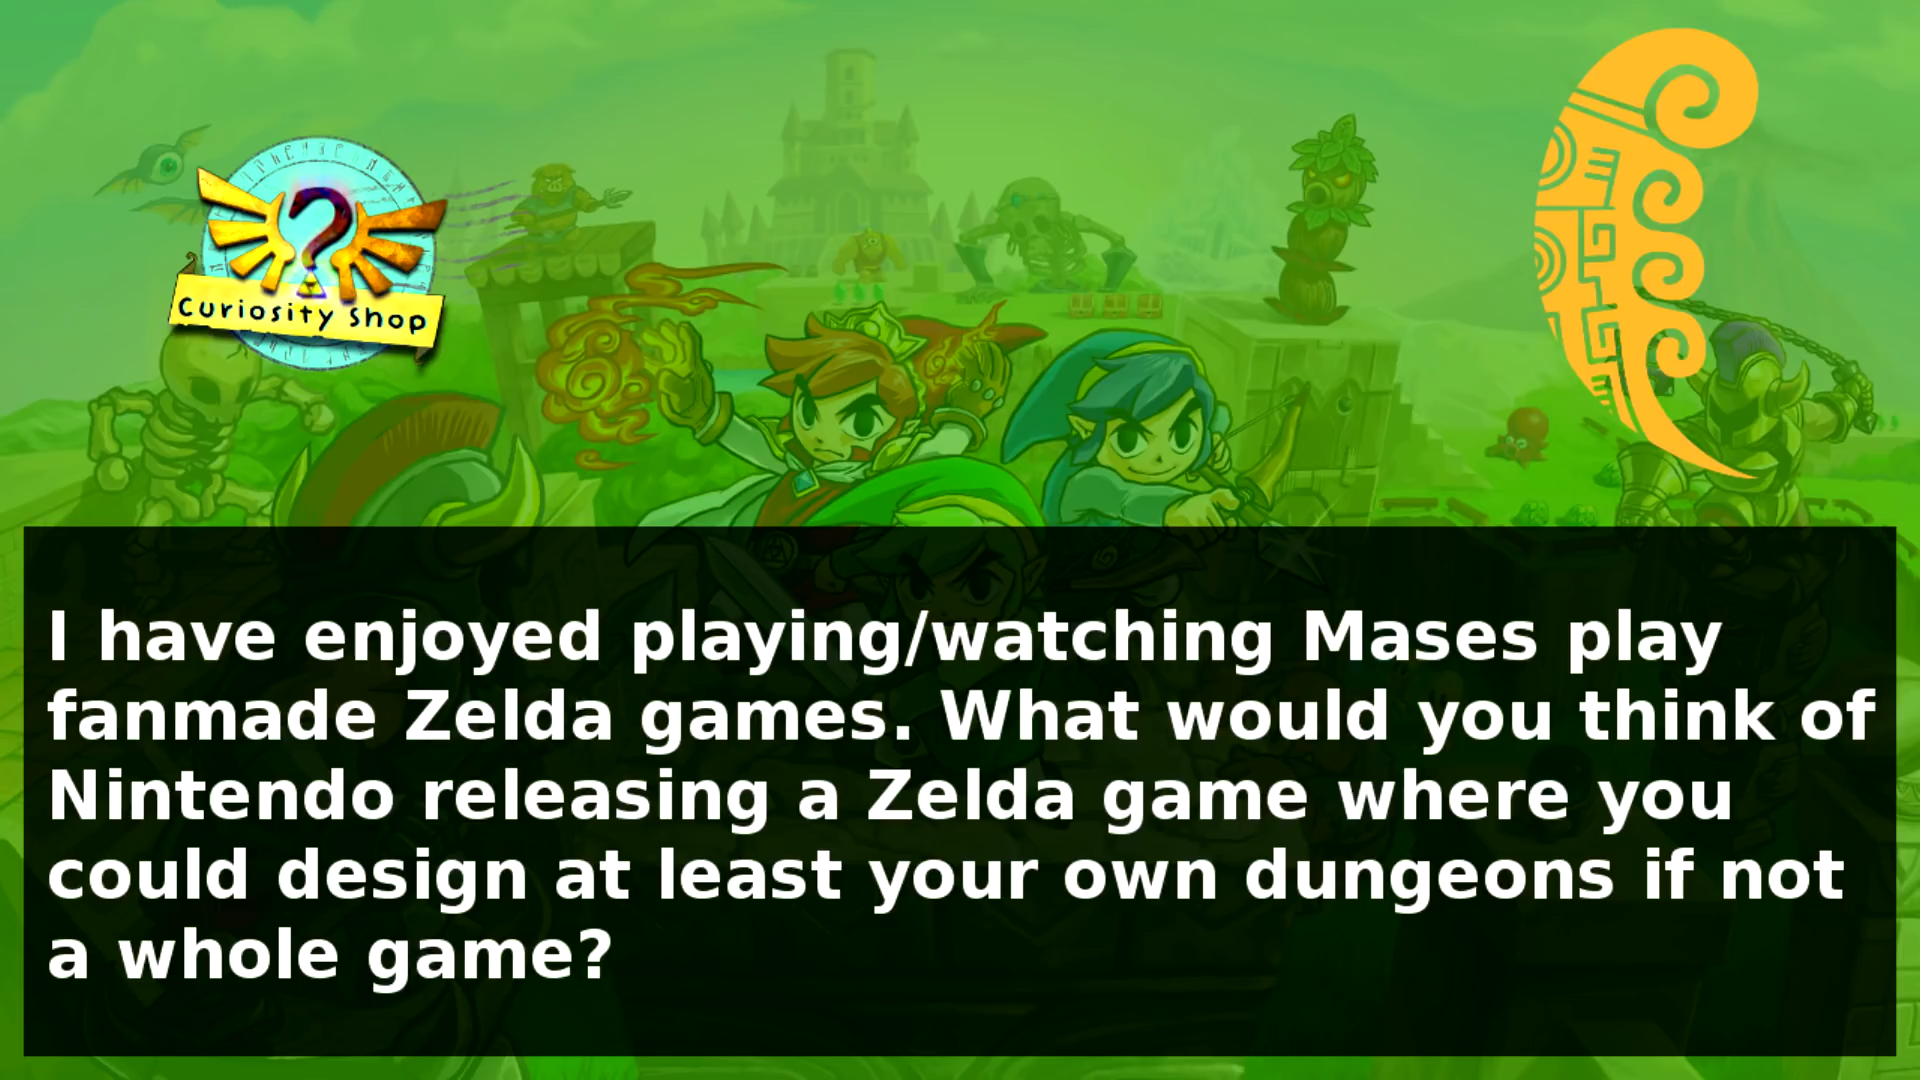 Curiosity Shop
I have enjoyed playing/watching Mases play
fanmade Zelda games. What would you think of
Nintendo releasing a Zelda game where you
could design at least your own dungeons if not
a whole game?